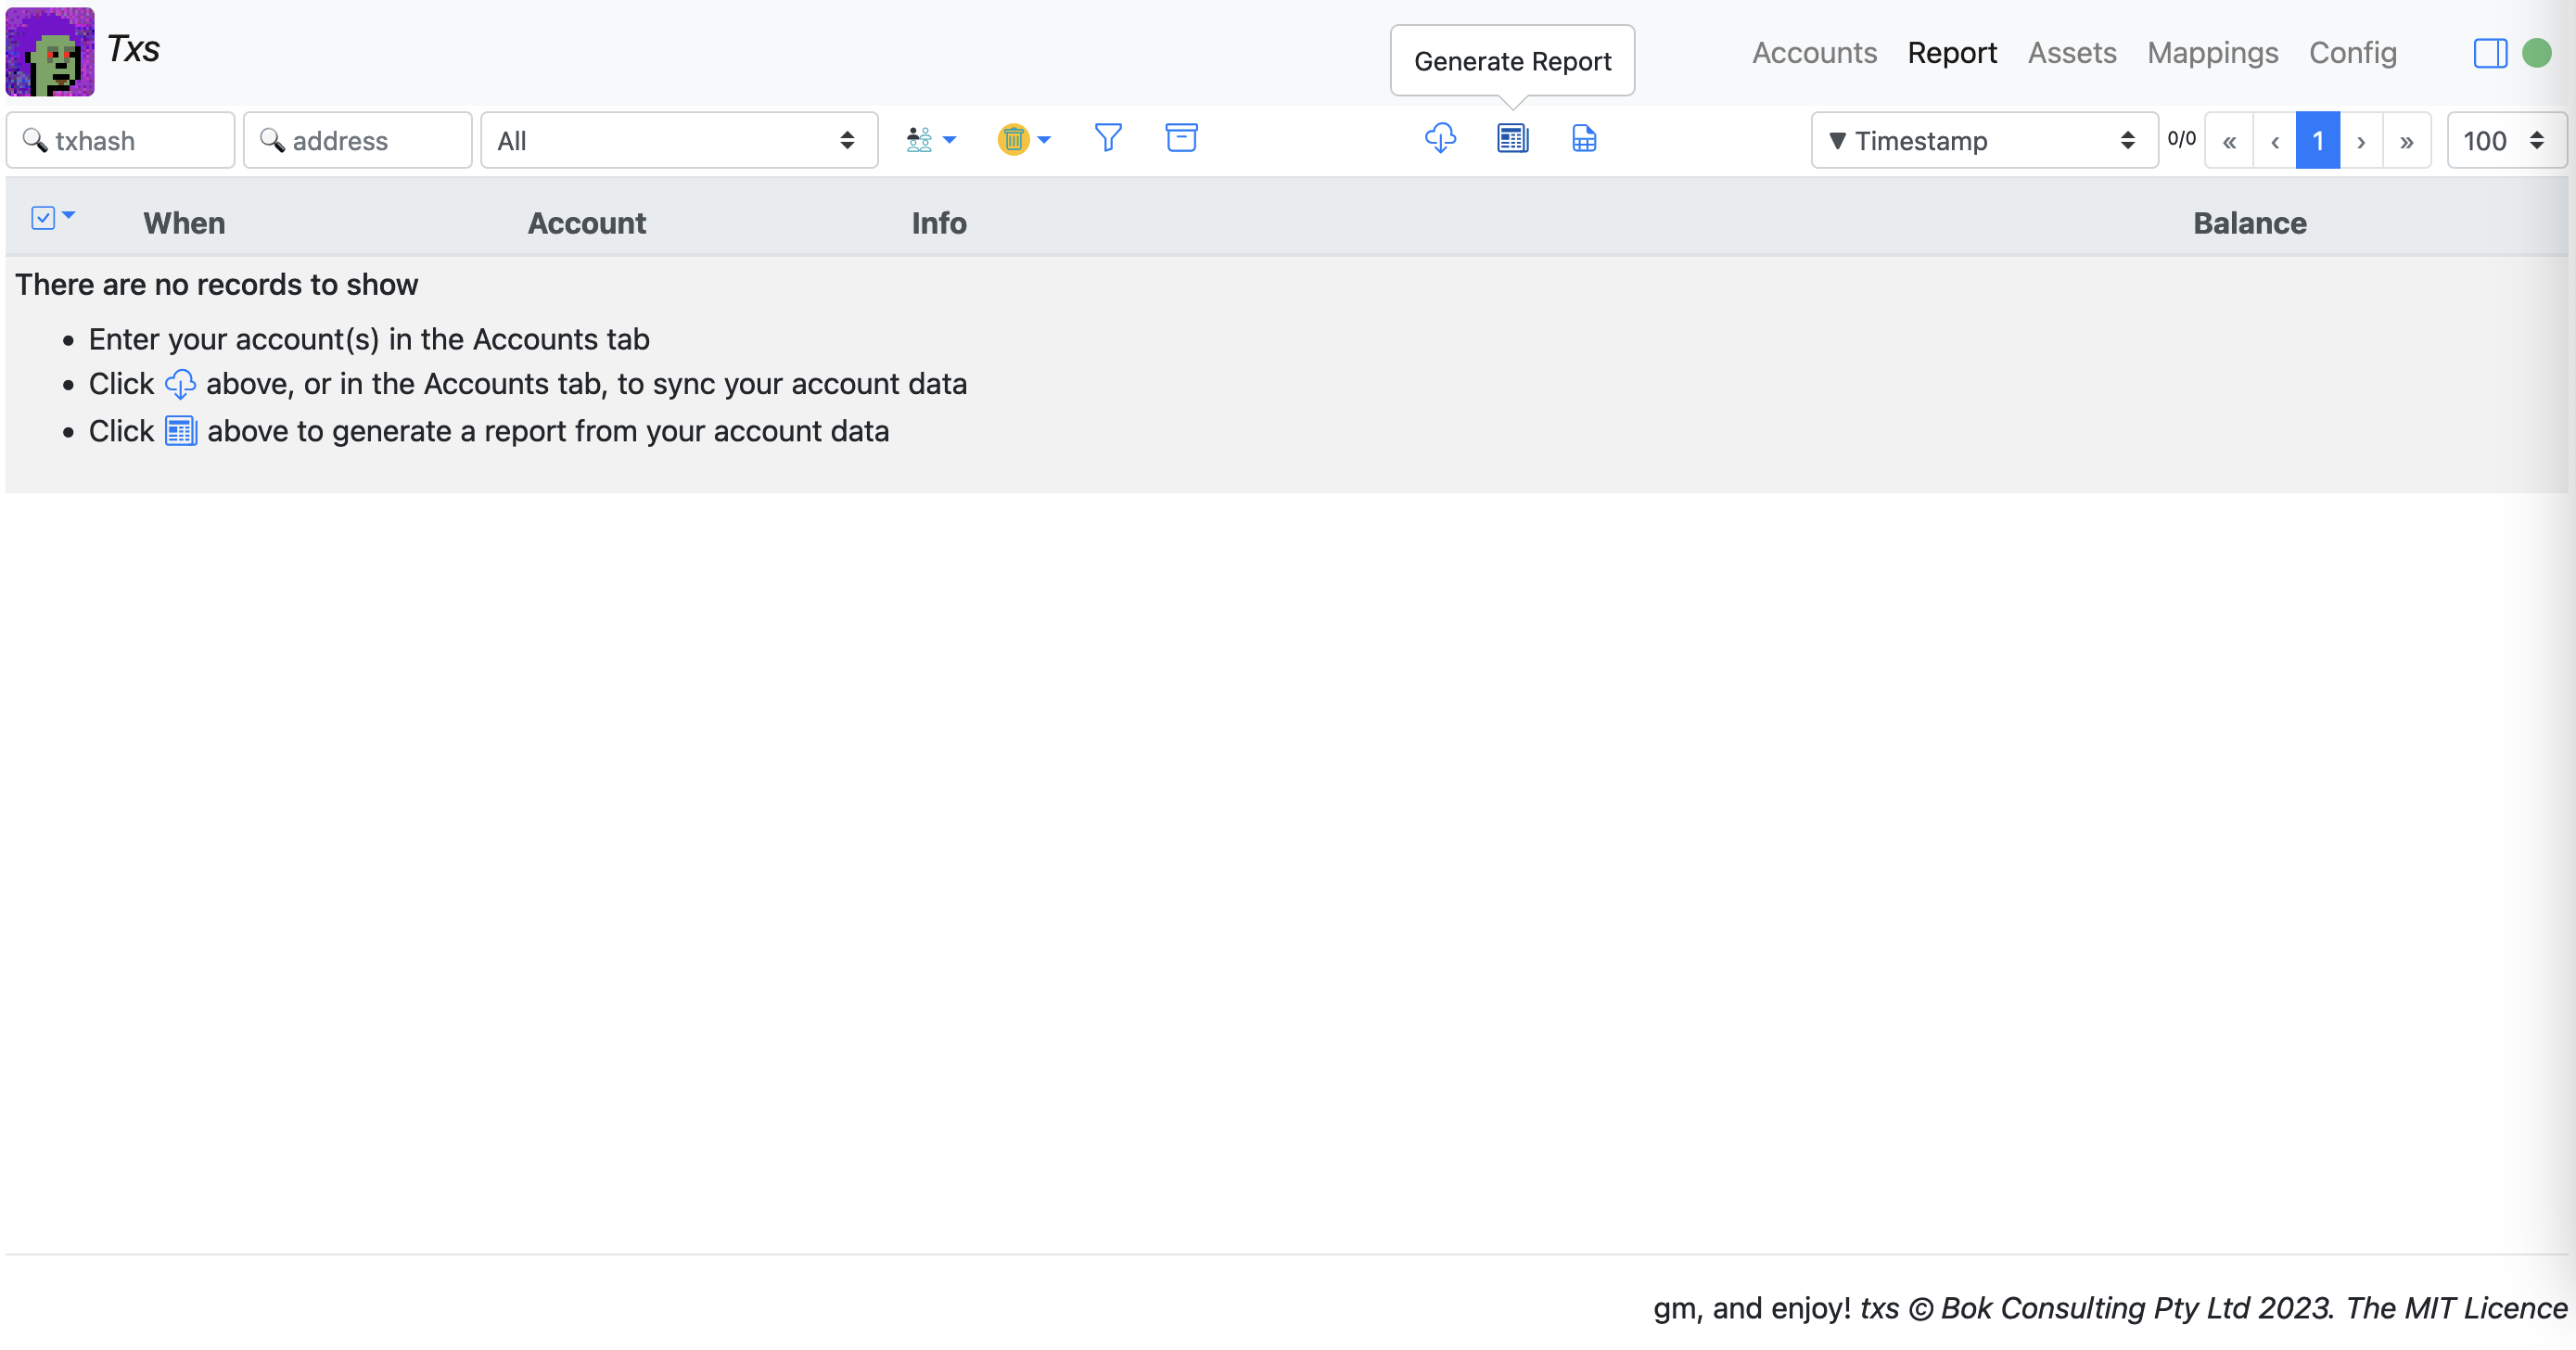 Txs
Generate Report
Accounts Report Assets Mappings Config
🔍 txhash 🔍 address All ▼ Timestamp 0/0 « ‹ 1 › » 100
When Account Info Balance
There are no records to show
• Enter your account(s) in the Accounts tab
• Click above, or in the Accounts tab, to sync your account data
• Click above to generate a report from your account data
gm, and enjoy! txs © Bok Consulting Pty Ltd 2023. The MIT Licence